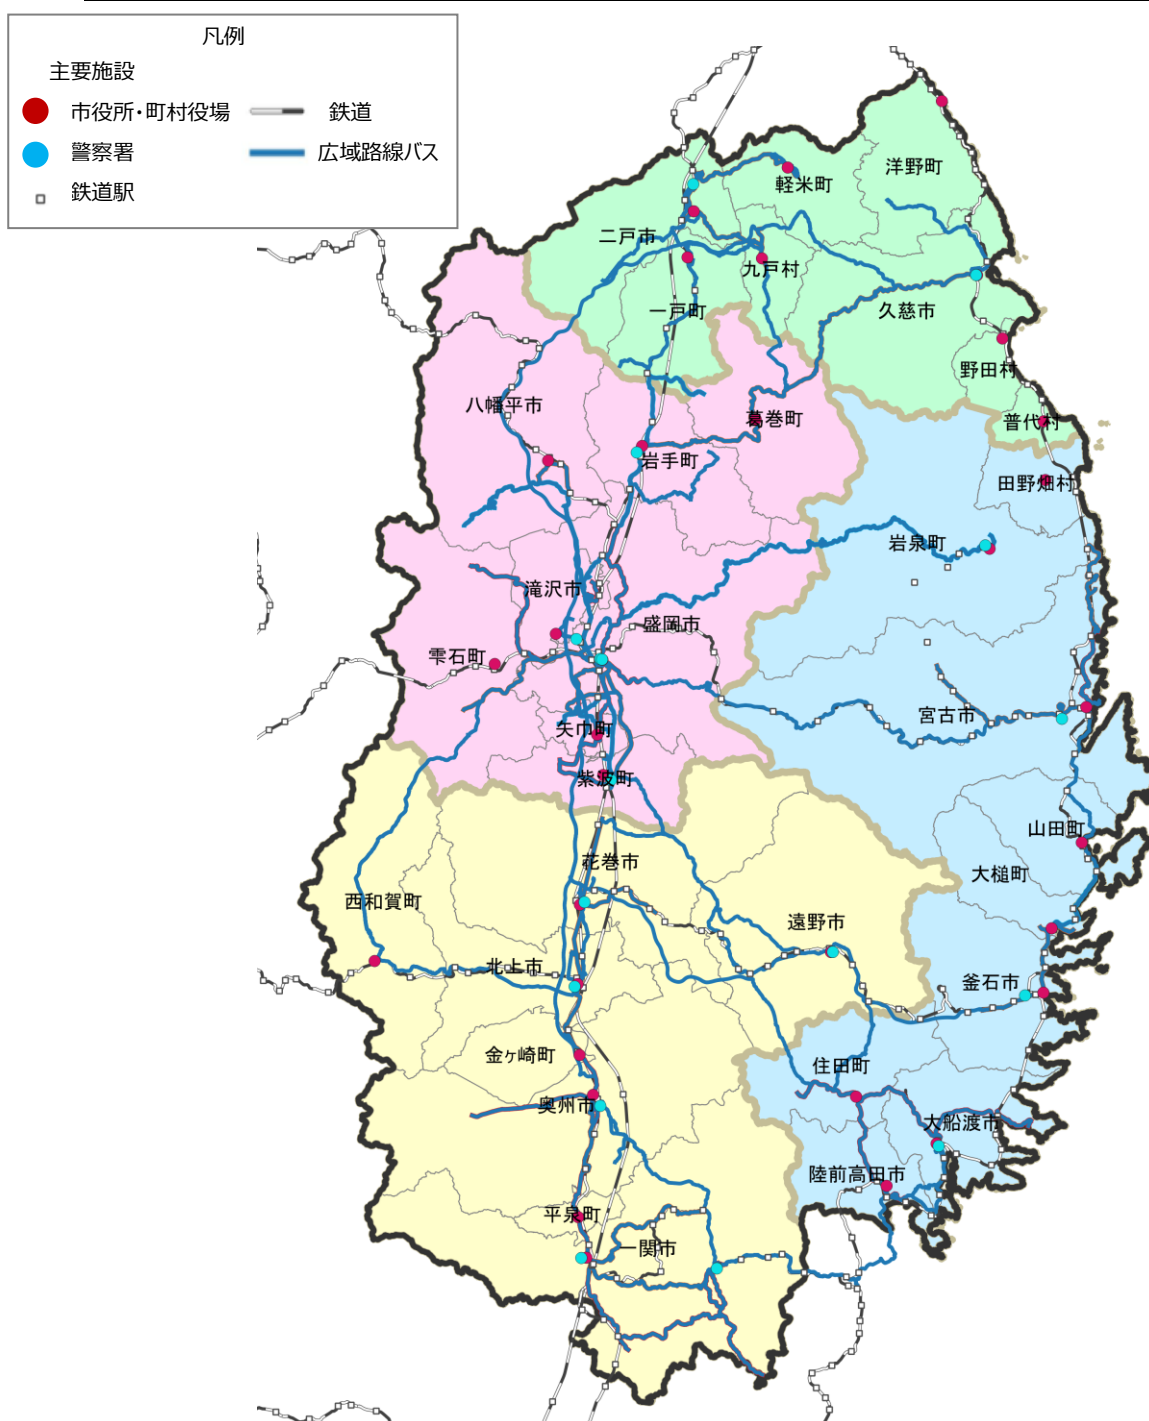 凡例
主要施設
市役所・町村役場
鉄道
警察署
広域路線バス
鉄道駅
洋野町
軽米町
二戸市
九戸村
一戸町
久慈市
野田村
八幡平市
葛巻町
普代村
岩手町
田野畑村
岩泉町
滝沢市
盛岡市
雫石町
宮古市
矢巾町
紫波町
山田町
花巻市
大槌町
西和賀町
遠野市
北上市
釜石市
金ヶ崎町
住田町
奥州市
大船渡市
陸前高田市
平泉町
一関市